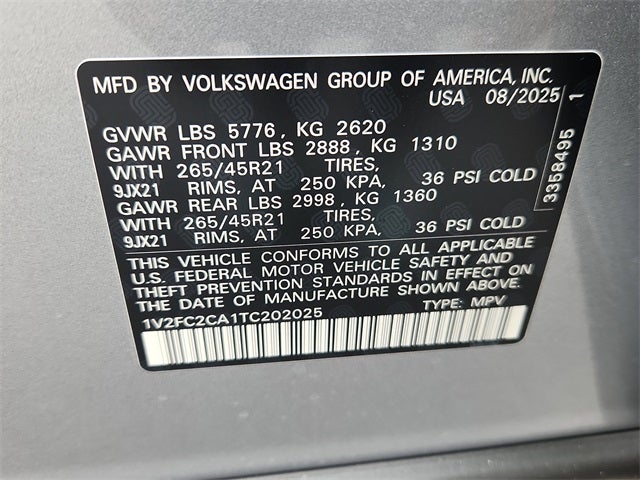 MFD BY VOLKSWAGEN GROUP OF AMERICA, INC.
USA 08/2025
GVWR LBS 5776, KG 2620
GAWR FRONT LBS 2888, KG 1310
WITH 265/45R21 TIRES,
9JX21 RIMS, AT 250 KPA, 36 PSI COLD
GAWR REAR LBS 2998, KG 1360
WITH 265/45R21 TIRES,
9JX21 RIMS, AT 250 KPA, 36 PSI COLD
THIS VEHICLE CONFORMS TO ALL APPLICABLE
U.S. FEDERAL MOTOR VEHICLE SAFETY AND
THEFT PREVENTION STANDARDS IN EFFECT ON
THE DATE OF MANUFACTURE SHOWN ABOVE.
1V2FC2CA1TC202025 TYPE: MPV
3358495 1